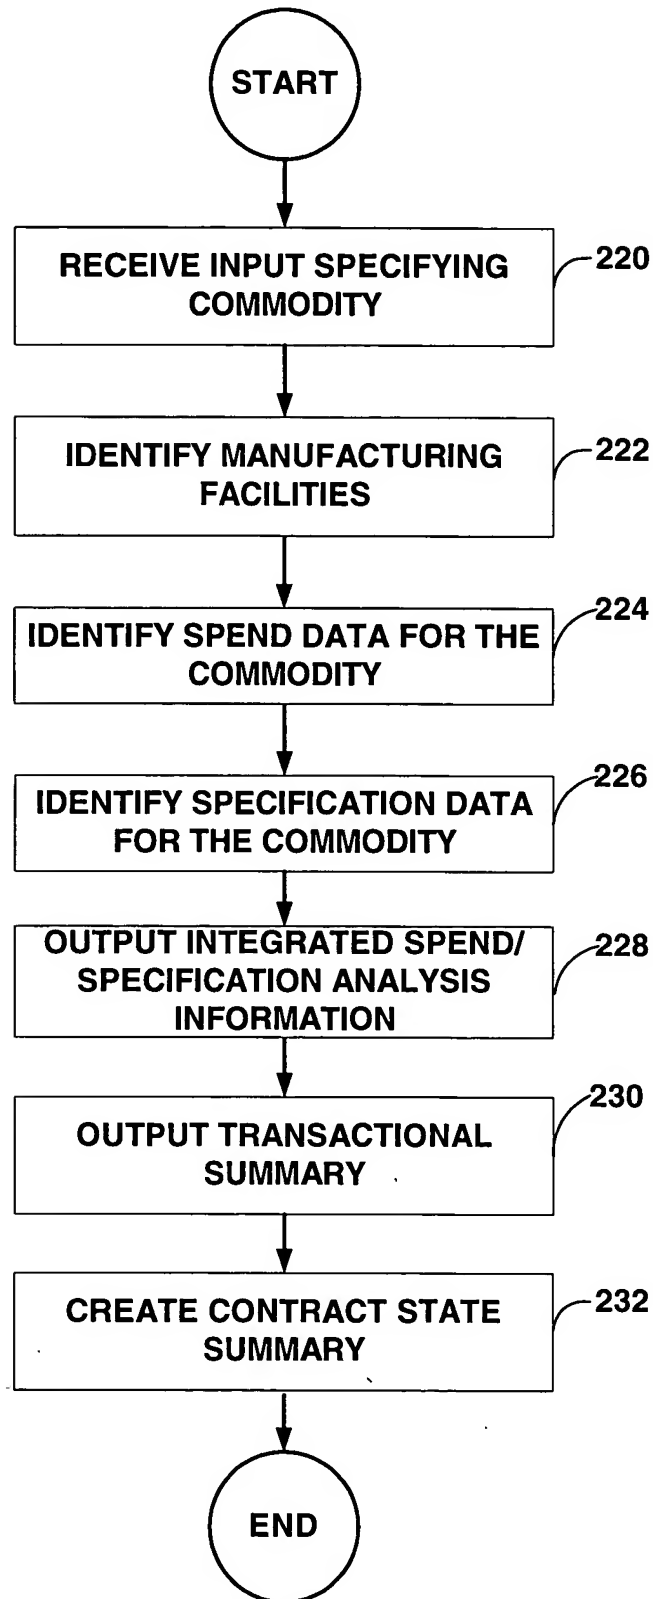 START
RECEIVE INPUT SPECIFYING
COMMODITY
220
IDENTIFY MANUFACTURING
FACILITIES
222
IDENTIFY SPEND DATA FOR THE
COMMODITY
224
IDENTIFY SPECIFICATION DATA
FOR THE COMMODITY
226
OUTPUT INTEGRATED SPEND/
SPECIFICATION ANALYSIS
INFORMATION
228
OUTPUT TRANSACTIONAL
SUMMARY
230
CREATE CONTRACT STATE
SUMMARY
232
END